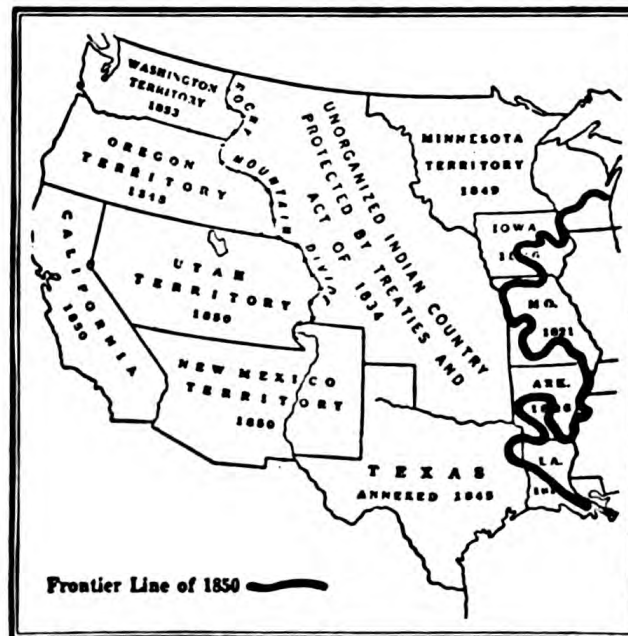 WASHINGTON
TERRITORY
1853
OREGON
TERRITORY
1848
ROCKY MOUNTAIN DIVIDE
UNORGANIZED INDIAN COUNTRY
PROTECTED BY TREATIES AND
ACT OF 1834
MINNESOTA
TERRITORY
1849
IOWA
CALIFORNIA
1850
UTAH
TERRITORY
1850
NEW MEXICO
TERRITORY
1850
MO.
1821
ARK.
LA.
TEXAS
ANNEXED 1845
Frontier Line of 1850